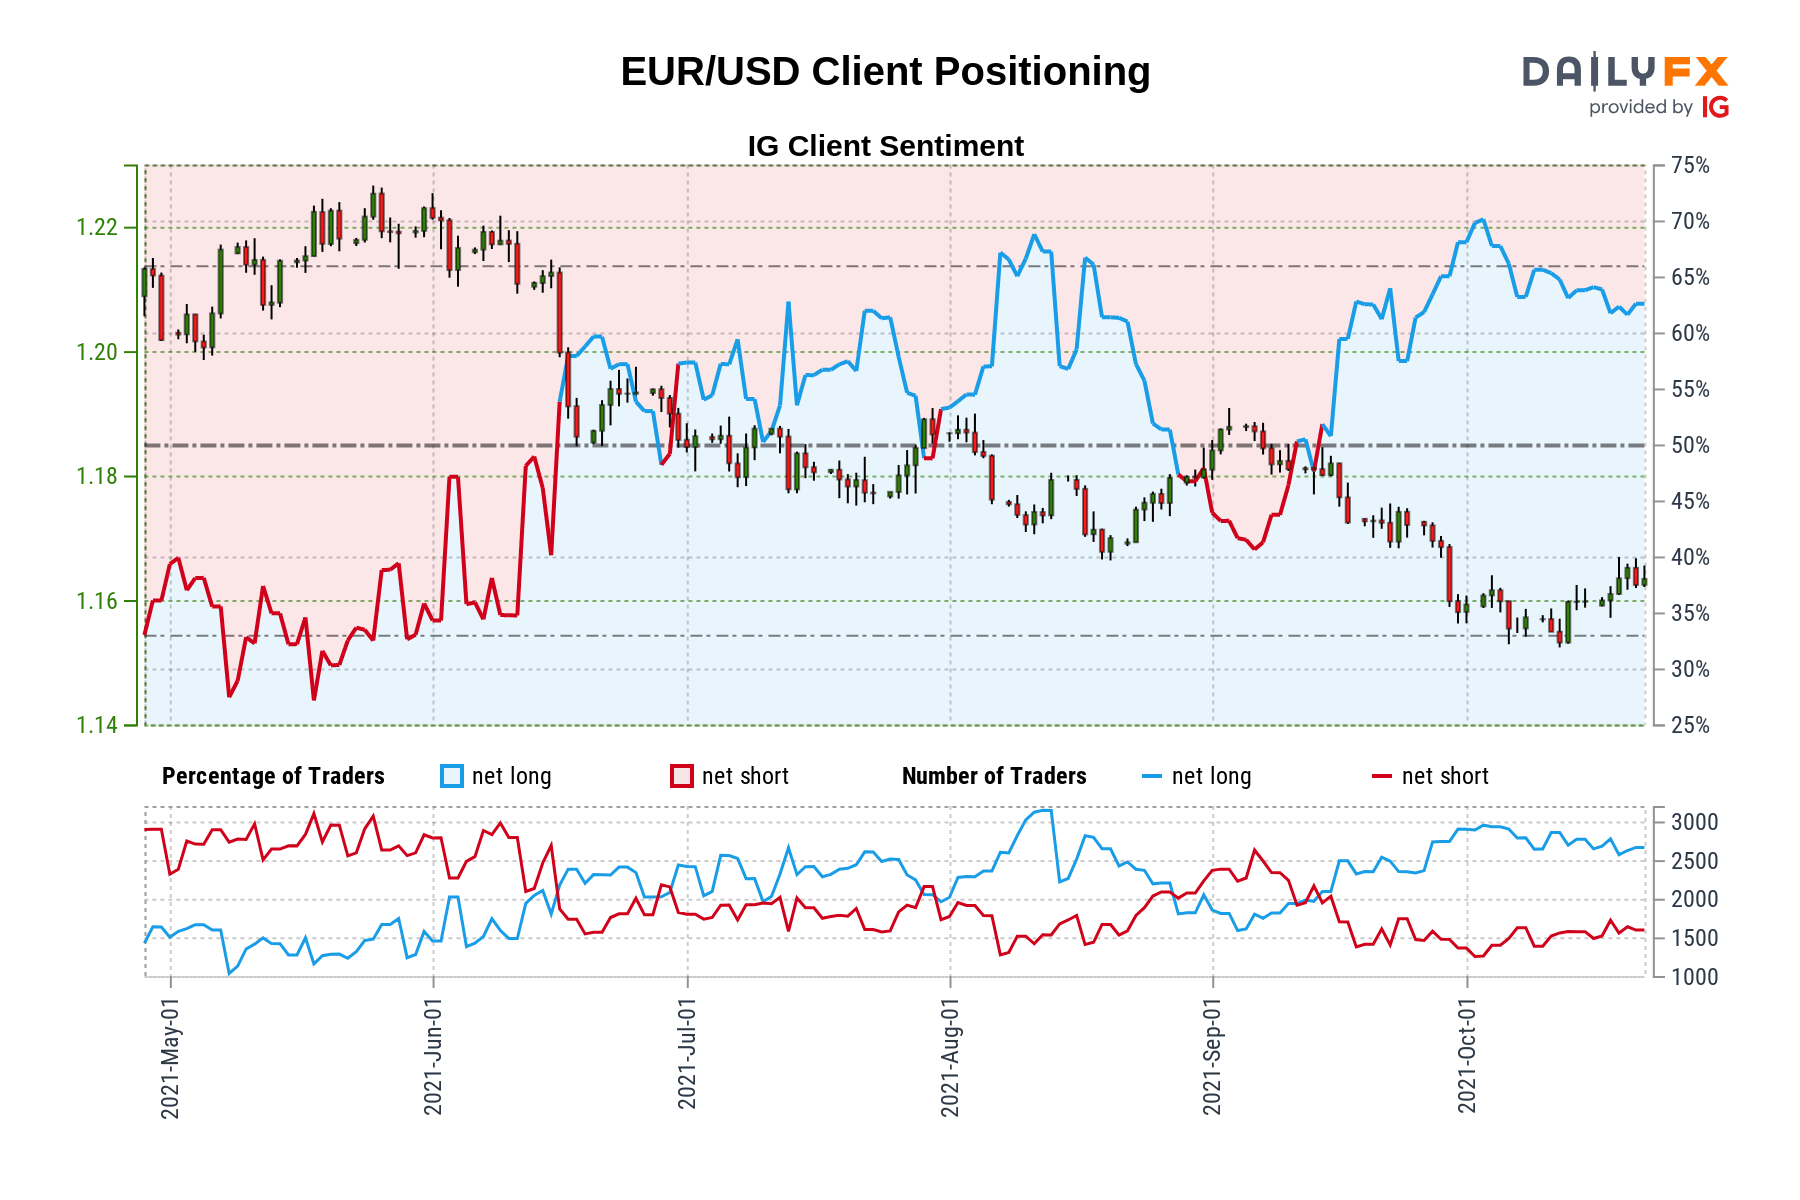 EUR/USD Client Positioning
DAILYFX
provided by IG
IG Client Sentiment
1.22
1.20
1.18
1.16
1.14
75%
70%
65%
60%
55%
50%
45%
40%
35%
30%
25%
Percentage of Traders net long net short Number of Traders net long net short
3000
2500
2000
1500
1000
2021-May-01
2021-Jun-01
2021-Jul-01
2021-Aug-01
2021-Sep-01
2021-Oct-01